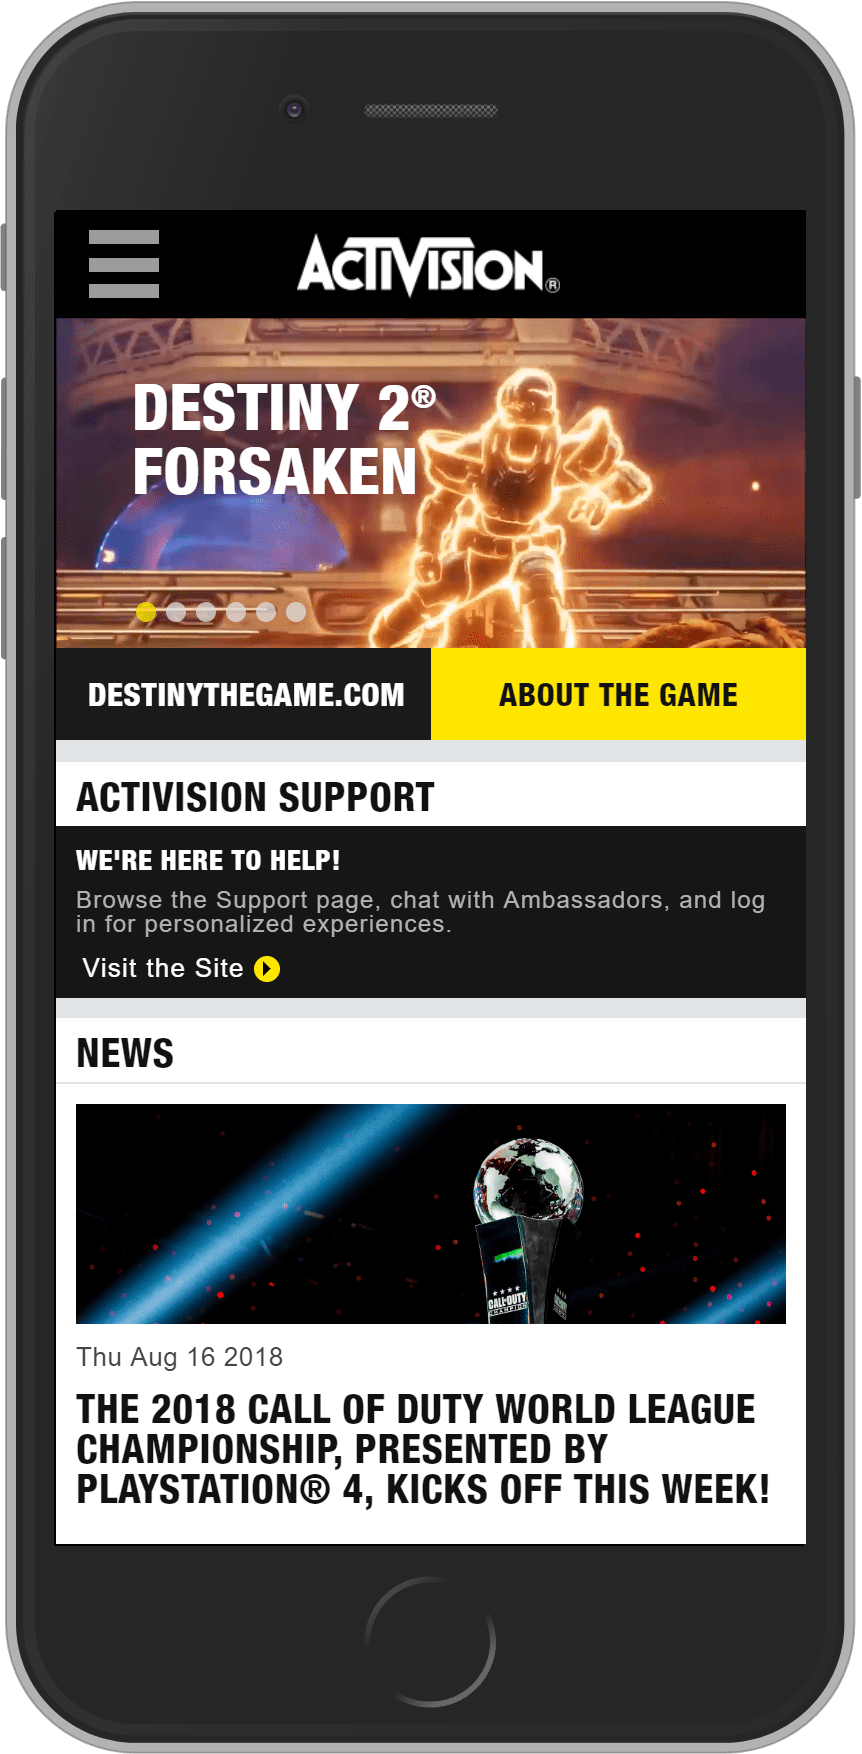 ACTIVISION®
DESTINY 2®
FORSAKEN
DESTINYTHEGAME.COM
ABOUT THE GAME
ACTIVISION SUPPORT
WE'RE HERE TO HELP!
Browse the Support page, chat with Ambassadors, and log
in for personalized experiences.
Visit the Site
NEWS
CALL OF DUTY
CHAMPIONSHIP
Thu Aug 16 2018
THE 2018 CALL OF DUTY WORLD LEAGUE
CHAMPIONSHIP, PRESENTED BY
PLAYSTATION® 4, KICKS OFF THIS WEEK!